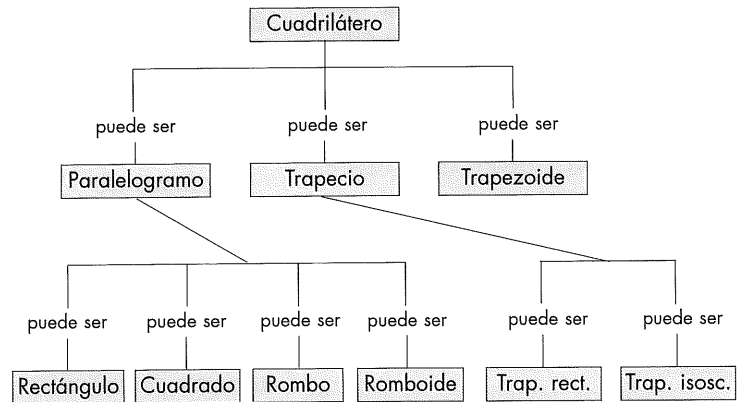 Cuadrilátero
puede ser puede ser puede ser
Paralelogramo Trapecio Trapezoide
puede ser puede ser puede ser puede ser puede ser puede ser
Rectángulo Cuadrado Rombo Romboide Trap. rect. Trap. isosc.